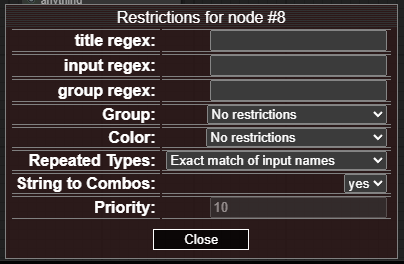 anything
Restrictions for node #8
title regex:
input regex:
group regex:
Group: No restrictions
Color: No restrictions
Repeated Types: Exact match of input names
String to Combos: yes
Priority: 10
Close